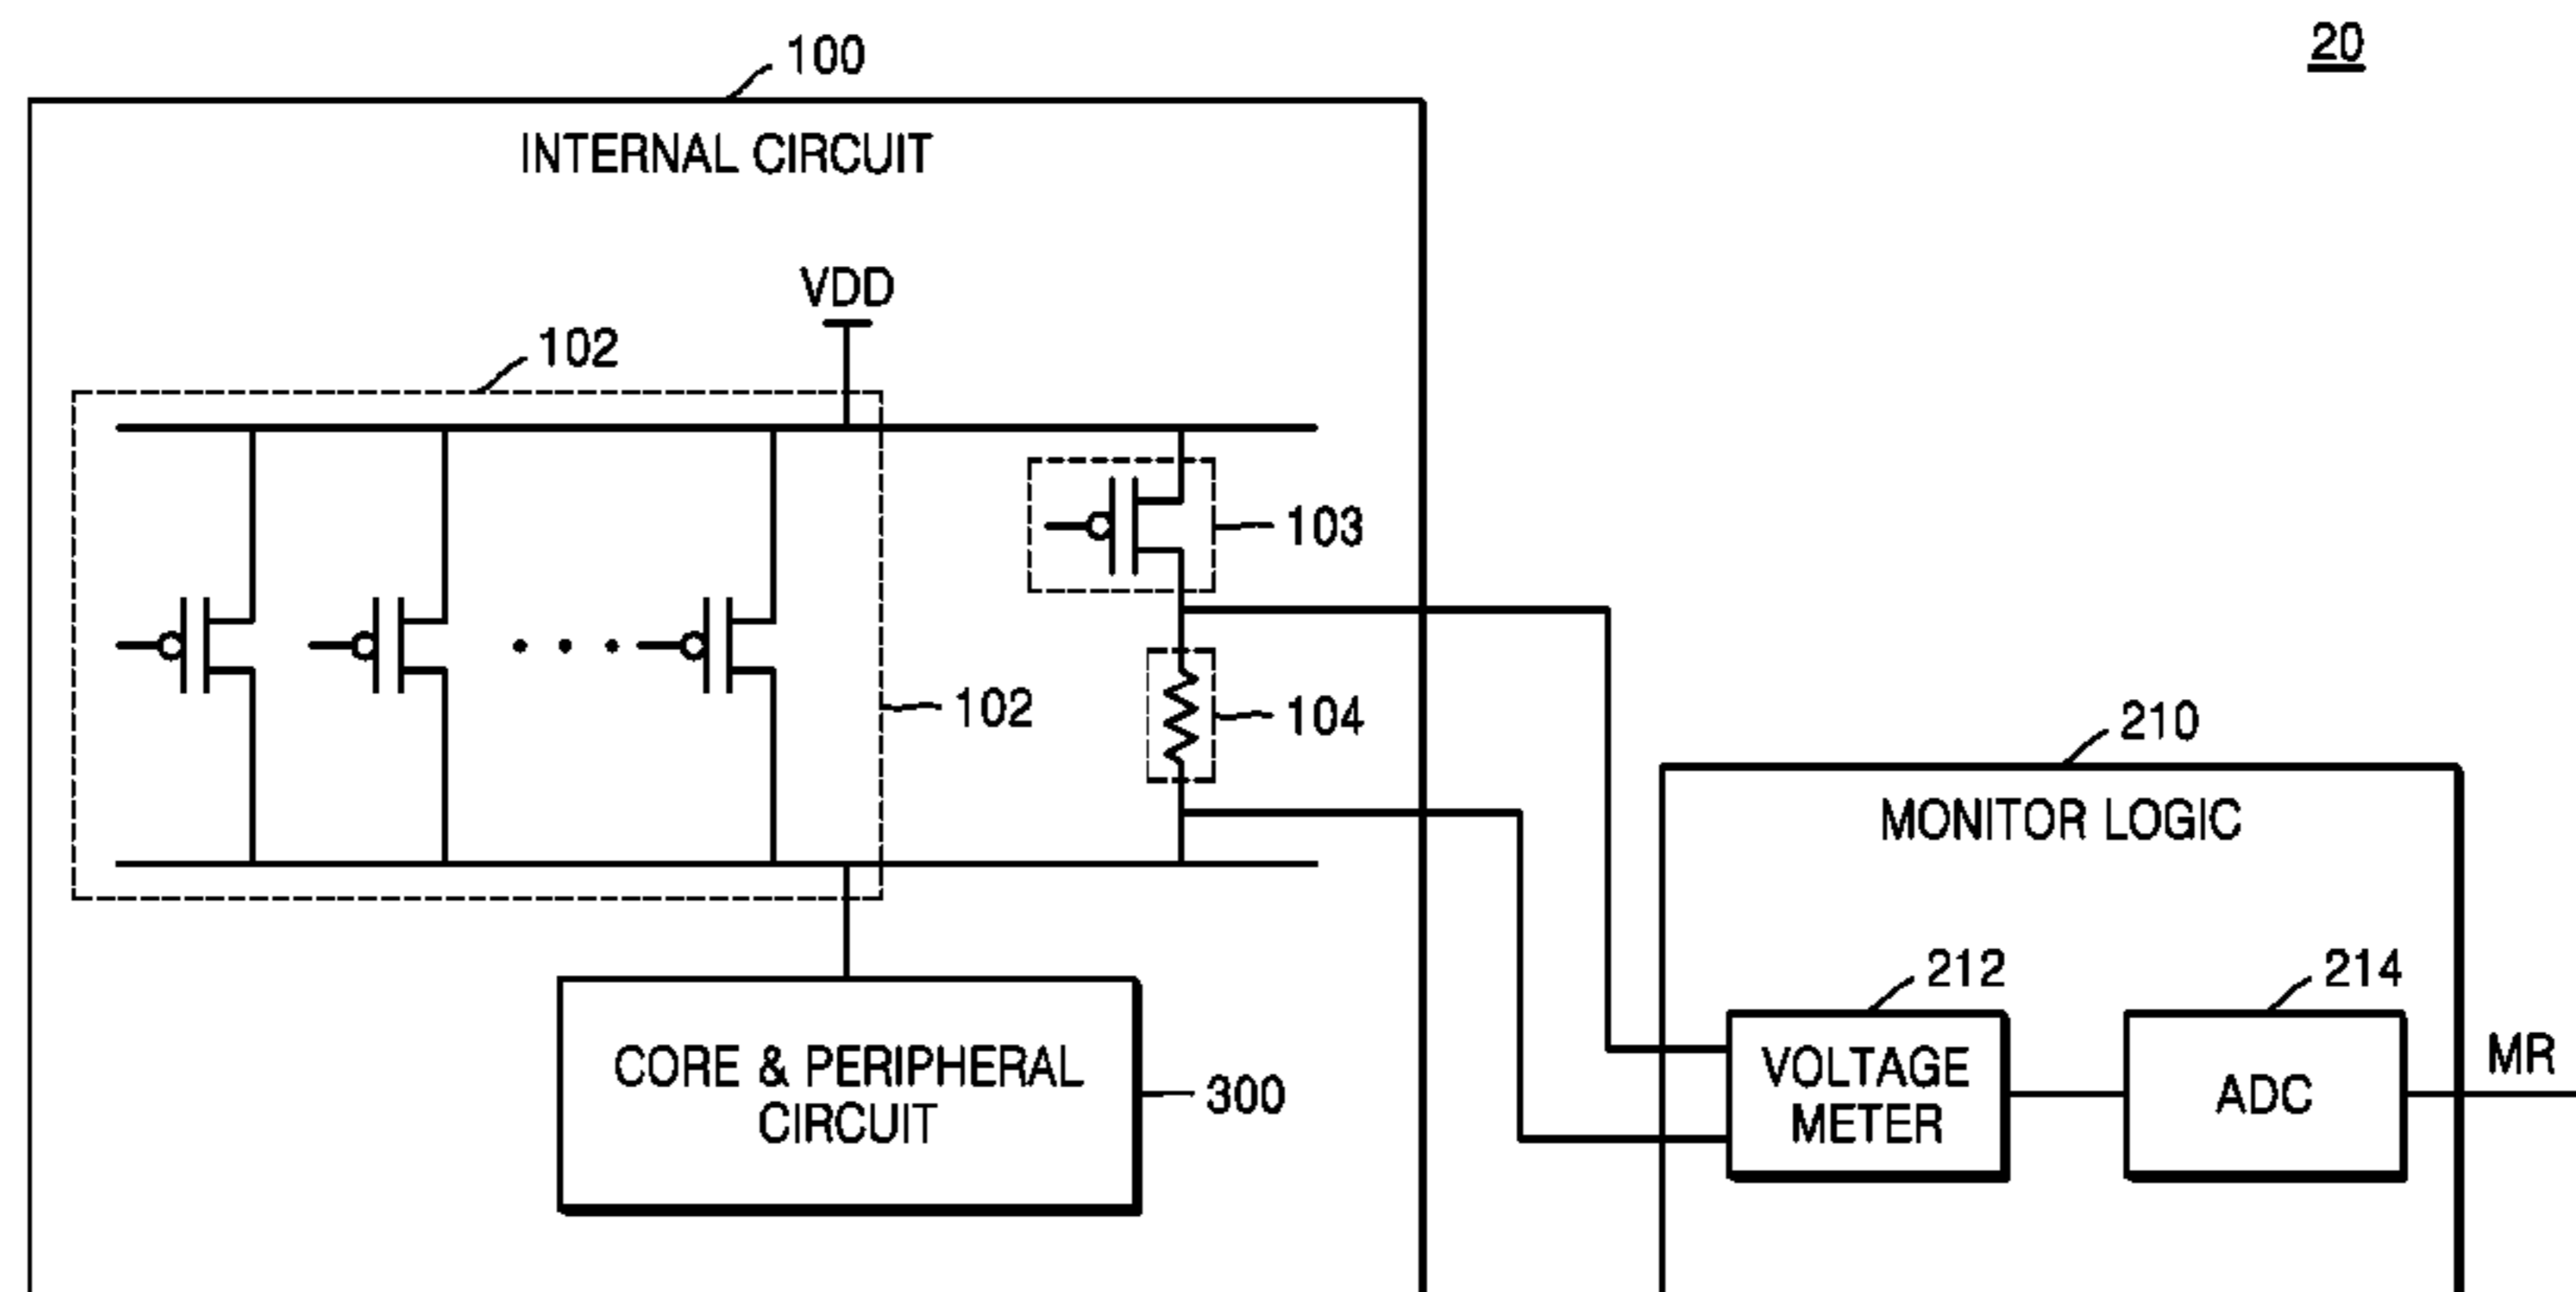 20
100
INTERNAL CIRCUIT
VDD
102
103
102
104
210
MONITOR LOGIC
212
214
CORE & PERIPHERAL
CIRCUIT
300
VOLTAGE
METER
ADC
MR